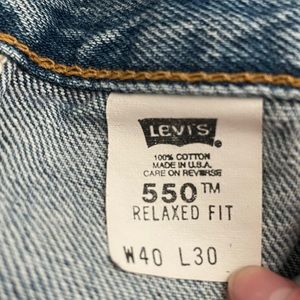 LEVI'S
100% COTTON
MADE IN U.S.A.
CARE ON REVERSE
550™
RELAXED FIT
W40 L30